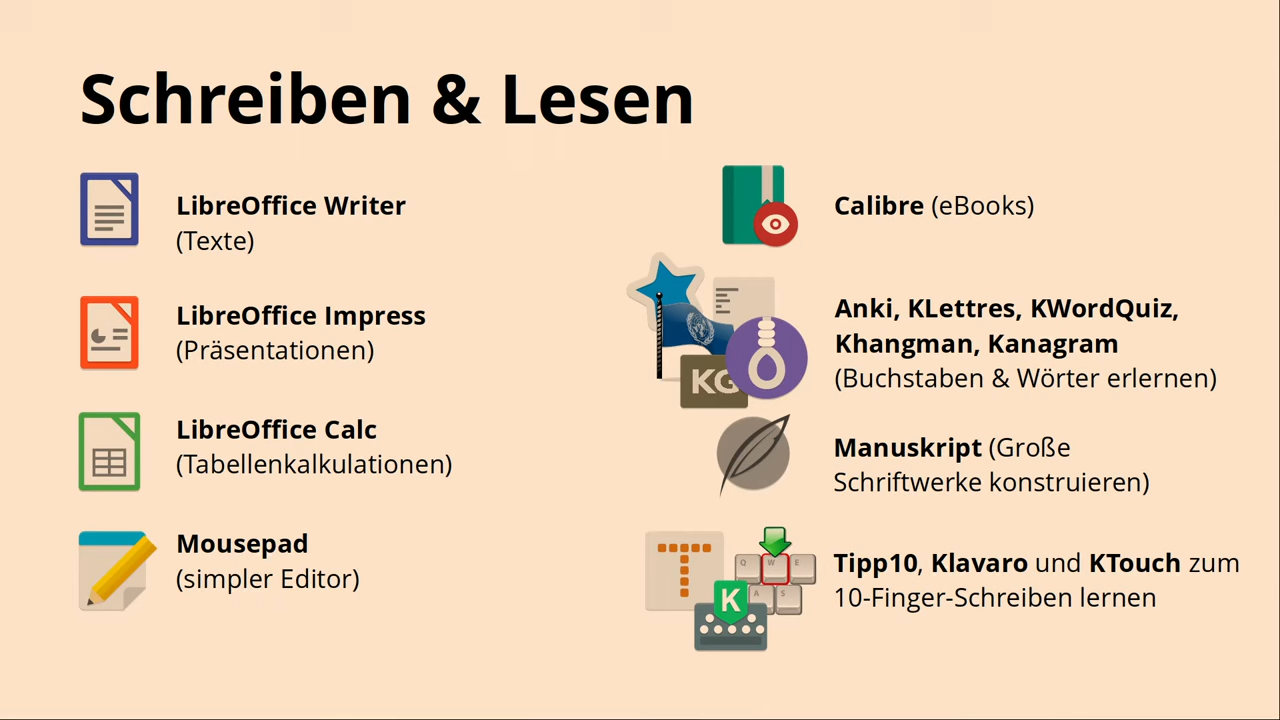 Schreiben & Lesen
LibreOffice Writer
(Texte)
LibreOffice Impress
(Präsentationen)
LibreOffice Calc
(Tabellenkalkulationen)
Mousepad
(simpler Editor)
Calibre (eBooks)
KG
Anki, KLettres, KWordQuiz,
Khangman, Kanagram
(Buchstaben & Wörter erlernen)
Manuskript (Große
Schriftwerke konstruieren)
T
Q W E
A S
K
Tipp10, Klavaro und KTouch zum
10-Finger-Schreiben lernen